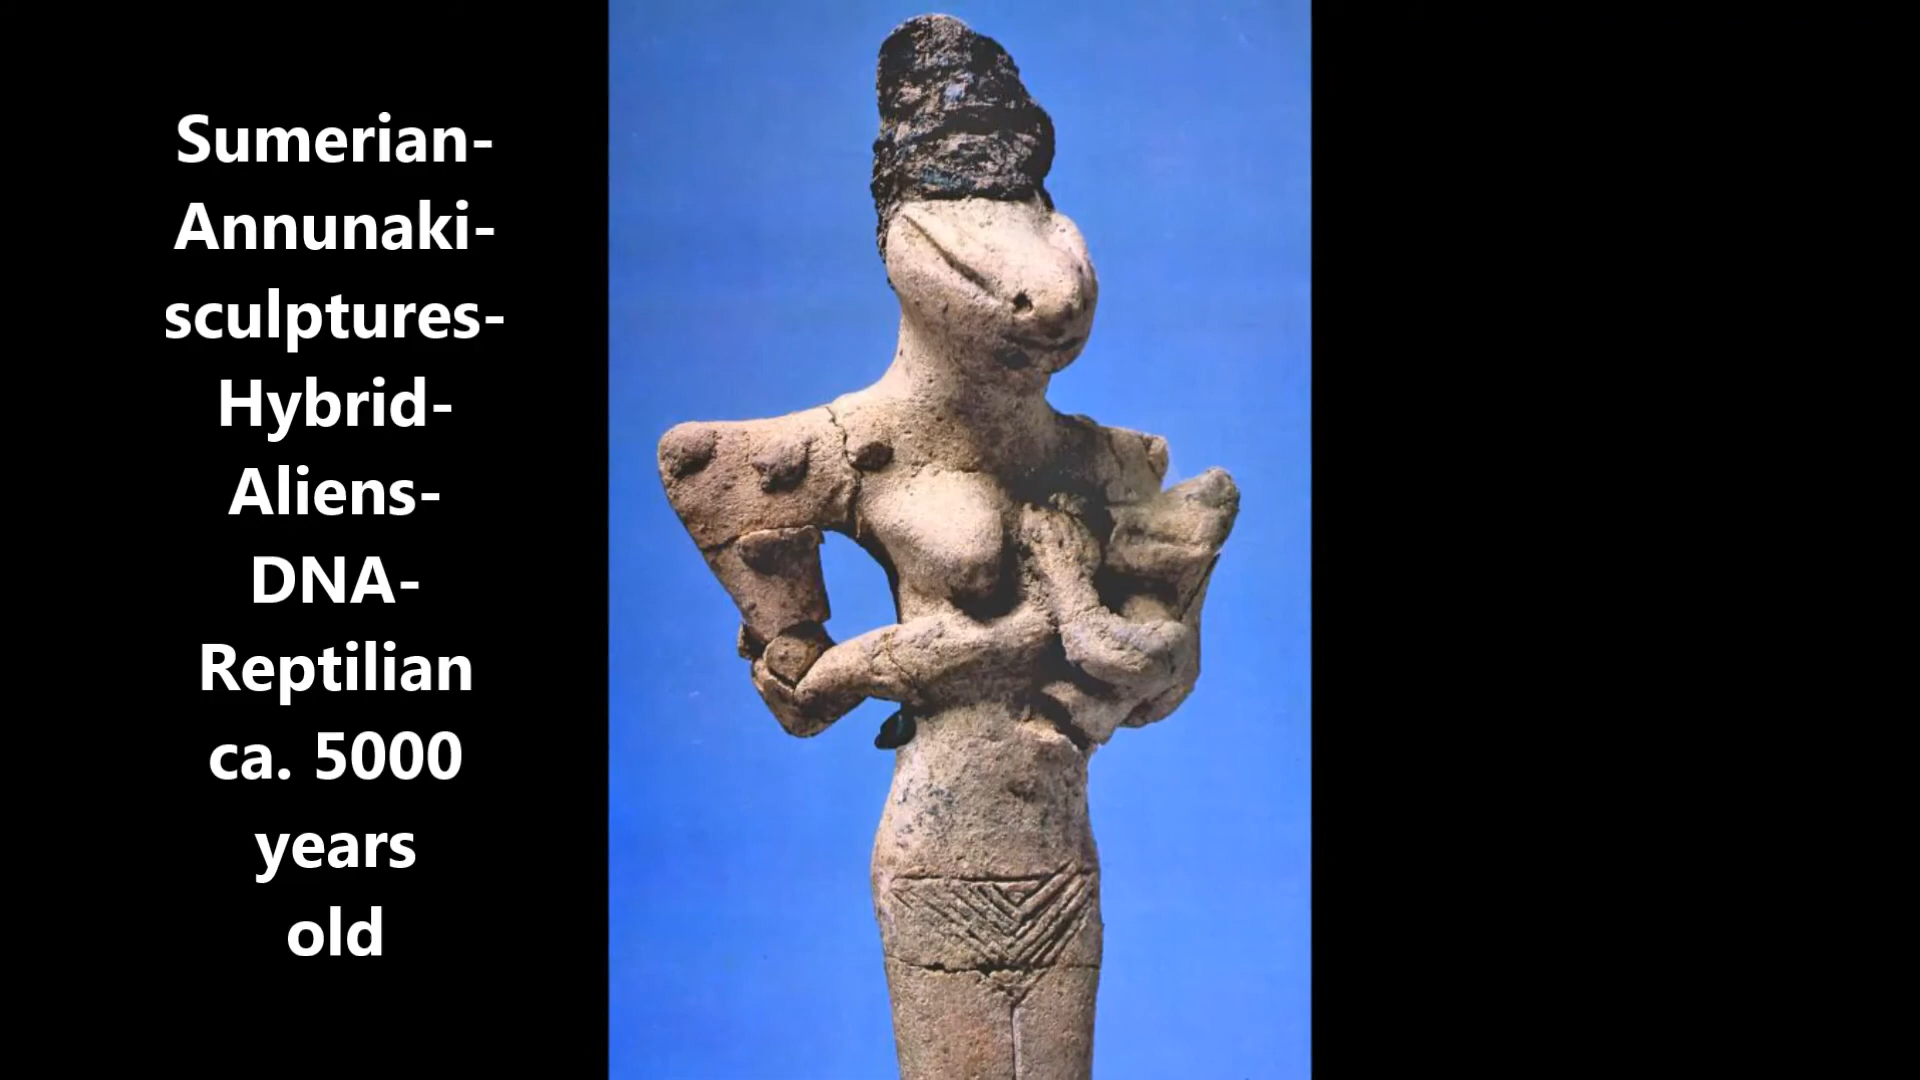 Sumerian-
Annunaki-
sculptures-
Hybrid-
Aliens-
DNA-
Reptilian
ca. 5000
years
old